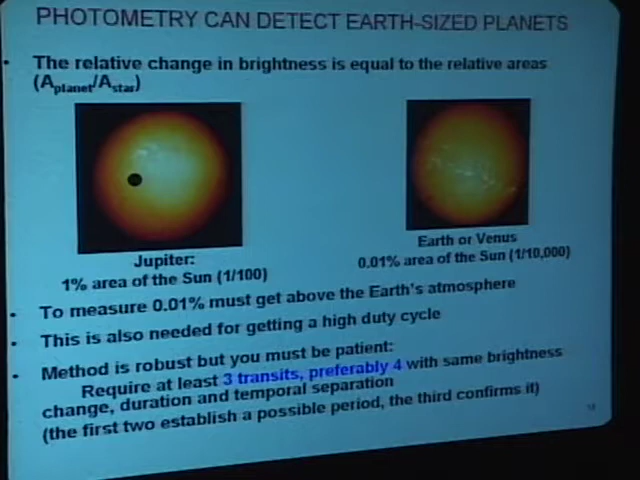 PHOTOMETRY CAN DETECT EARTH-SIZED PLANETS
• The relative change in brightness is equal to the relative areas
(Aplanet/Astar)
Jupiter:
1% area of the Sun (1/100)
Earth or Venus
0.01% area of the Sun (1/10,000)
• To measure 0.01% must get above the Earth's atmosphere
• This is also needed for getting a high duty cycle
• Method is robust but you must be patient:
Require at least 3 transits, preferably 4 with same brightness
change, duration and temporal separation
(the first two establish a possible period, the third confirms it)